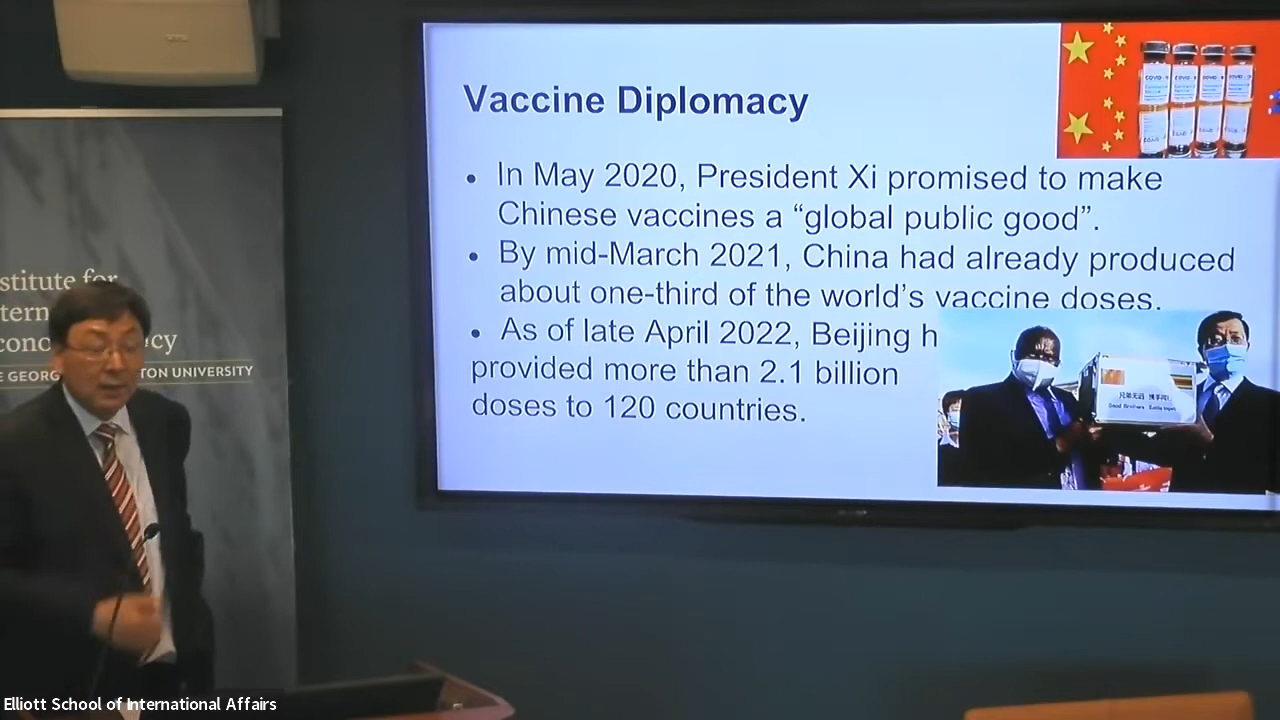 Vaccine Diplomacy
• In May 2020, President Xi promised to make
Chinese vaccines a “global public good”.
• By mid-March 2021, China had already produced
about one-third of the world’s vaccine doses.
• As of late April 2022, Beijing h
provided more than 2.1 billion
doses to 120 countries.
COVID
stitute for
tern
cono cy
E GEORG TON UNIVERSITY
Elliott School of International Affairs